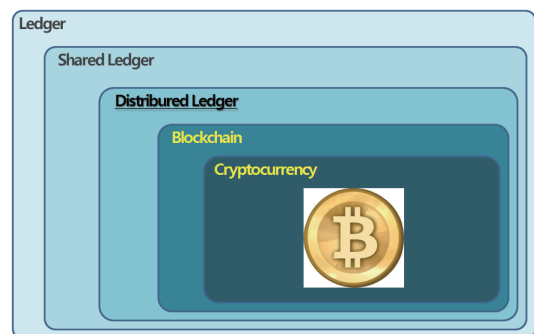 Ledger
Shared Ledger
Distribured Ledger
Blockchain
Cryptocurrency